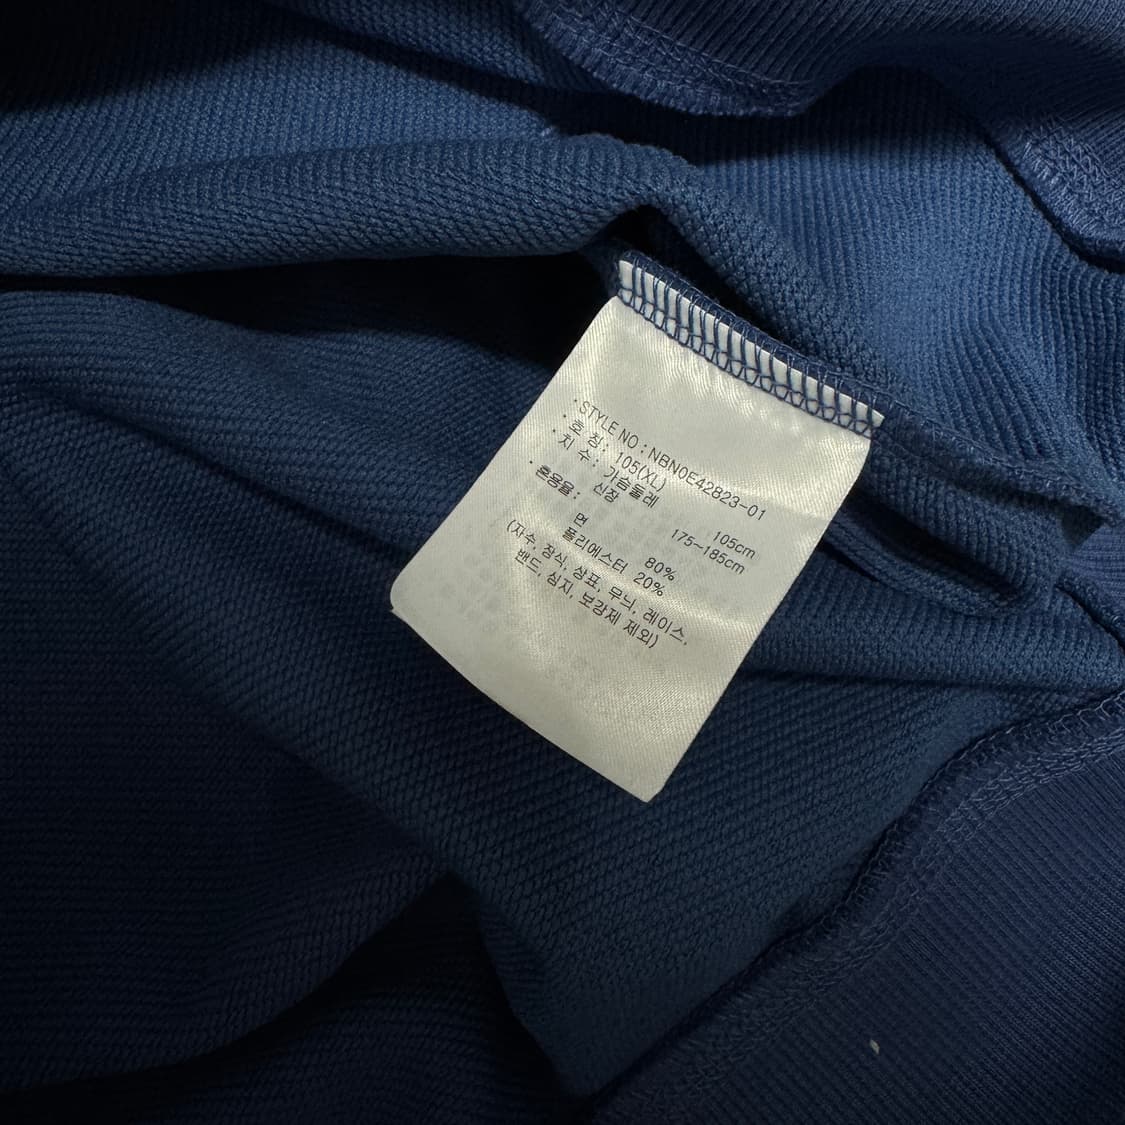 · STYLE NO : NBN0E42823-01
· 호 칭 : 105(XL)
· 치 수 : 가슴둘레 105cm
신장 175~185cm
· 혼용율 :
면 80%
폴리에스터 20%
(자수, 장식, 상표, 무늬, 레이스,
밴드, 심지, 보강제 제외)